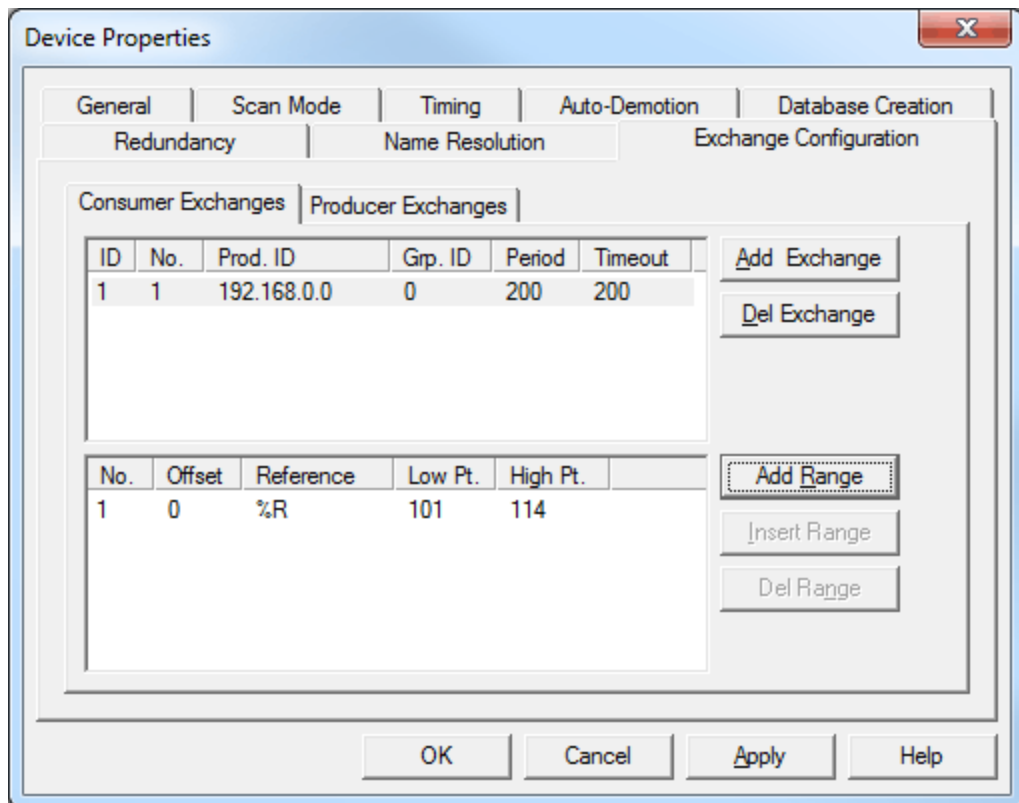 Device Properties
General Scan Mode Timing Auto-Demotion Database Creation
Redundancy Name Resolution Exchange Configuration
Consumer Exchanges Producer Exchanges
ID No. Prod. ID Grp. ID Period Timeout
1 1 192.168.0.0 0 200 200
Add Exchange
Del Exchange
No. Offset Reference Low Pt. High Pt.
1 0 %R 101 114
Add Range
Insert Range
Del Range
OK Cancel Apply Help